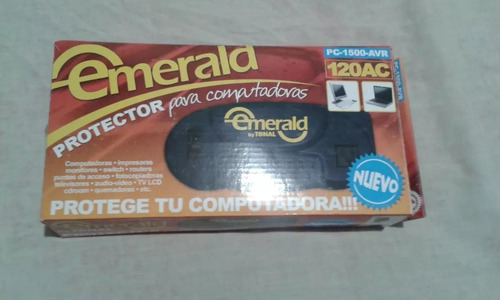 emerald
PROTECTOR para computadoras
PC-1500-AVR
120AC
emerald
by TONAL
Computadoras • impresoras
monitores • switch • routers
puntos de acceso • fotocopiadoras
televisores • audio-video • TV LCD
cdroam • quemadoras • etc.
NUEVO
PROTEGE TU COMPUTADORA!!!